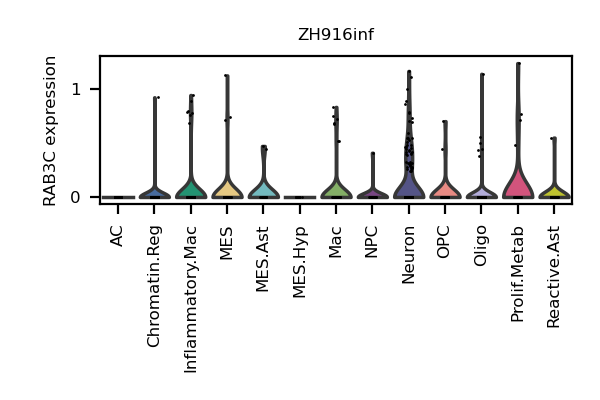 ZH916inf
RAB3C expression
1
0
AC
Chromatin.Reg
Inflammatory.Mac
MES
MES.Ast
MES.Hyp
Mac
NPC
Neuron
OPC
Oligo
Prolif.Metab
Reactive.Ast